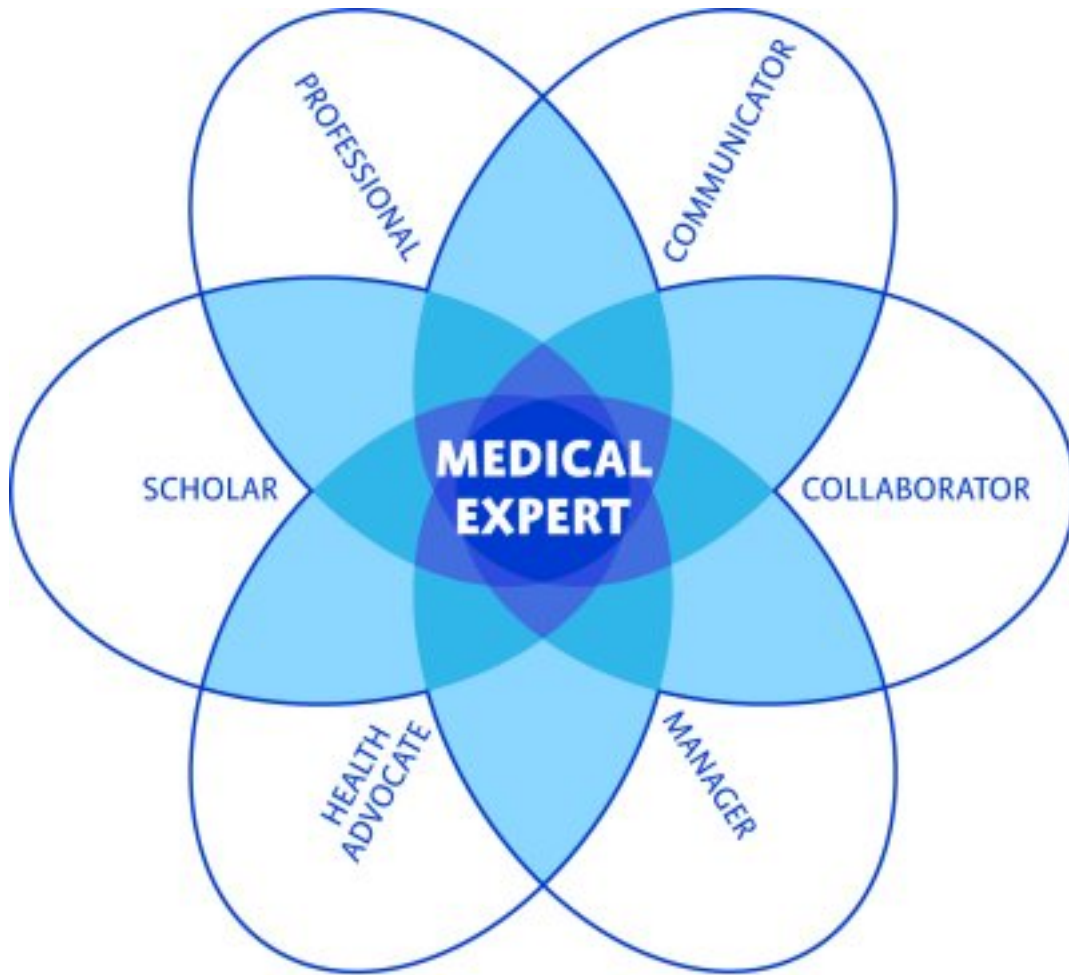 PROFESSIONAL
COMMUNICATOR
SCHOLAR
MEDICAL
EXPERT
COLLABORATOR
HEALTH
ADVOCATE
MANAGER